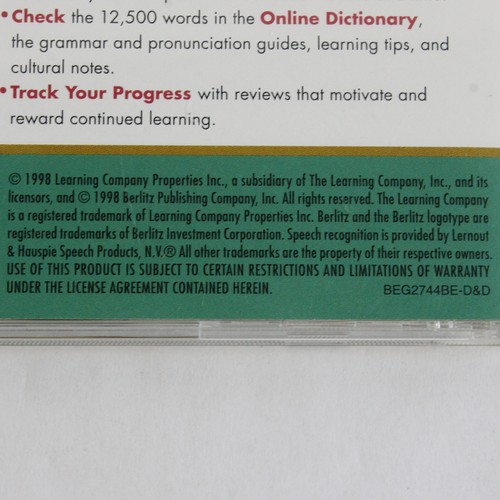 • Check the 12,500 words in the Online Dictionary,
the grammar and pronunciation guides, learning tips, and
cultural notes.
• Track Your Progress with reviews that motivate and
reward continued learning.
© 1998 Learning Company Properties Inc., a subsidiary of The Learning Company, Inc., and its
licensors, and © 1998 Berlitz Publishing Company, Inc. All rights reserved. The Learning Company
is a registered trademark of Learning Company Properties Inc. Berlitz and the Berlitz logotype are
registered trademarks of Berlitz Investment Corporation. Speech recognition is provided by Lernout
& Hauspie Speech Products, N.V.® All other trademarks are the property of their respective owners.
USE OF THIS PRODUCT IS SUBJECT TO CERTAIN RESTRICTIONS AND LIMITATIONS OF WARRANTY
UNDER THE LICENSE AGREEMENT CONTAINED HEREIN. BEG2744BE-D&D